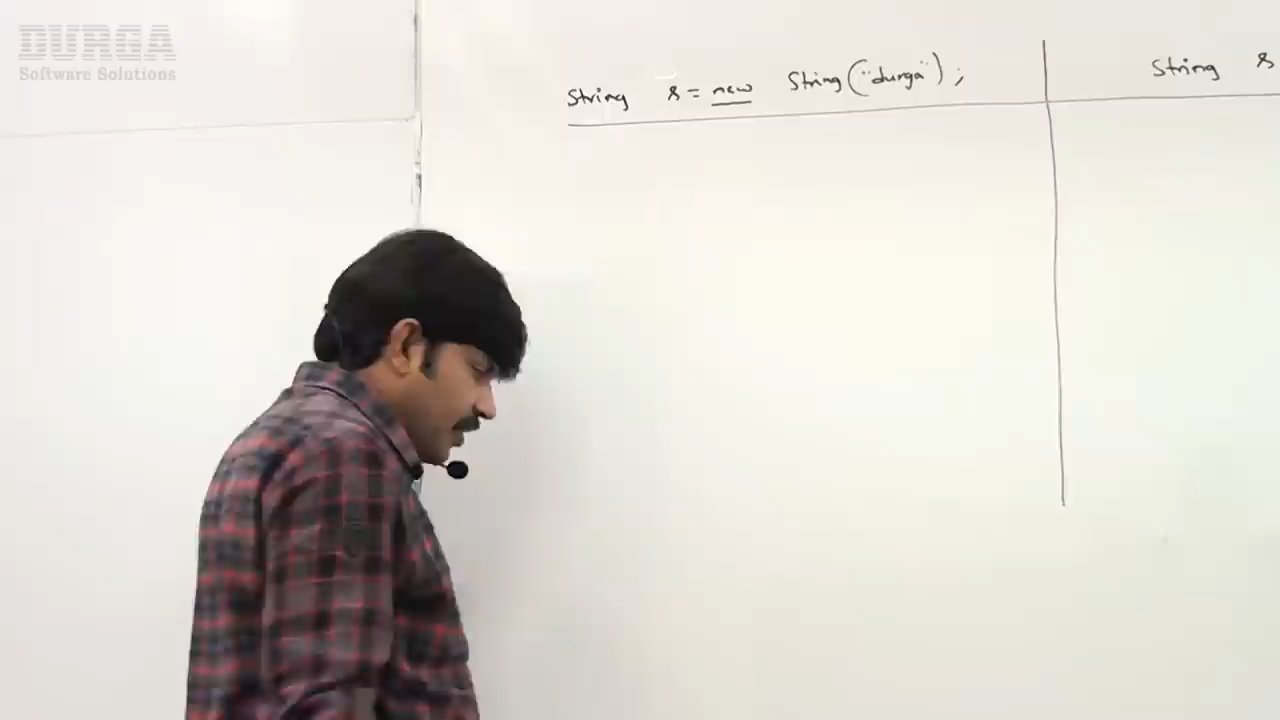 DURGA
Software Solutions
String s = new String("durga");
String s